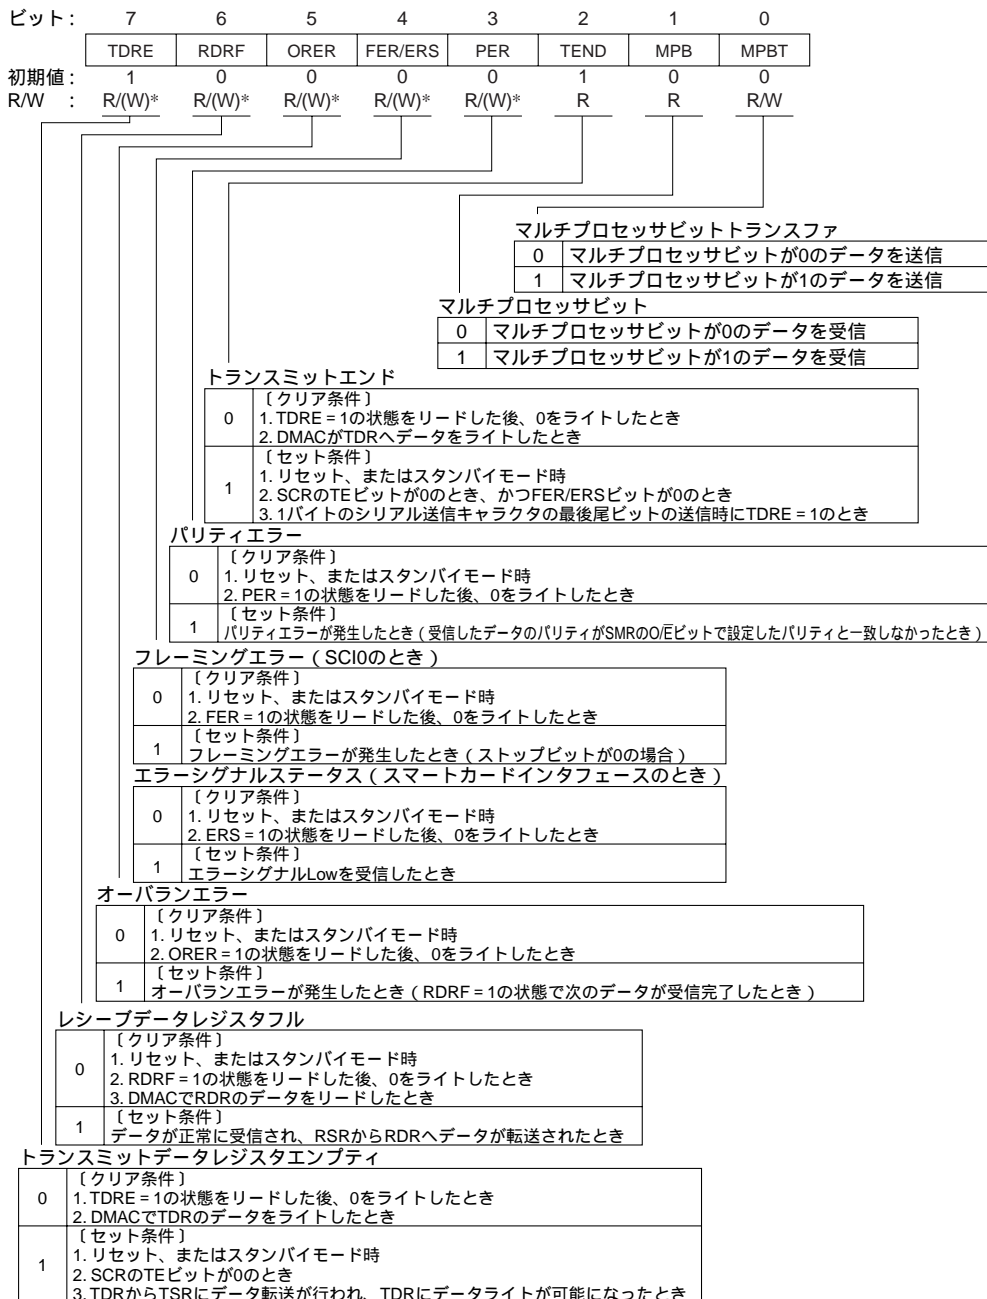 ビット: 7 6 5 4 3 2 1 0
TDRE RDRF ORER FER/ERS PER TEND MPB MPBT
初期値: 1 0 0 0 0 1 0 0
R/W : R/(W)* R/(W)* R/(W)* R/(W)* R/(W)* R R R/W
マルチプロセッサビットトランスファ
0 マルチプロセッサビットが0のデータを送信
1 マルチプロセッサビットが1のデータを送信
マルチプロセッサビット
0 マルチプロセッサビットが0のデータを受信
1 マルチプロセッサビットが1のデータを受信
トランスミットエンド
〔クリア条件〕
0 1. TDRE = 1の状態をリードした後、0をライトしたとき
2. DMACがTDRへデータをライトしたとき
〔セット条件〕
1. リセット、またはスタンバイモード時
1 2. SCRのTEビットが0のとき、かつFER/ERSビットが0のとき
3. 1バイトのシリアル送信キャラクタの最後尾ビットの送信時にTDRE = 1のとき
パリティエラー
〔クリア条件〕
0 1. リセット、またはスタンバイモード時
2. PER = 1の状態をリードした後、0をライトしたとき
〔セット条件〕
1 パリティエラーが発生したとき(受信したデータのパリティがSMRのO/E̅ビットで設定したパリティと一致しなかったとき)
フレーミングエラー(SCI0のとき)
〔クリア条件〕
0 1. リセット、またはスタンバイモード時
2. FER = 1の状態をリードした後、0をライトしたとき
〔セット条件〕
1 フレーミングエラーが発生したとき(ストップビットが0の場合)
エラーシグナルステータス(スマートカードインタフェースのとき)
〔クリア条件〕
0 1. リセット、またはスタンバイモード時
2. ERS = 1の状態をリードした後、0をライトしたとき
〔セット条件〕
1 エラーシグナルLowを受信したとき
オーバランエラー
〔クリア条件〕
0 1. リセット、またはスタンバイモード時
2. ORER = 1の状態をリードした後、0をライトしたとき
〔セット条件〕
1 オーバランエラーが発生したとき(RDRF = 1の状態で次のデータが受信完了したとき)
レシーブデータレジスタフル
〔クリア条件〕
0 1. リセット、またはスタンバイモード時
2. RDRF = 1の状態をリードした後、0をライトしたとき
3. DMACでRDRのデータをリードしたとき
〔セット条件〕
1 データが正常に受信され、RSRからRDRへデータが転送されたとき
トランスミットデータレジスタエンプティ
〔クリア条件〕
0 1. TDRE = 1の状態をリードした後、0をライトしたとき
2. DMACでTDRのデータをライトしたとき
〔セット条件〕
1. リセット、またはスタンバイモード時
1 2. SCRのTEビットが0のとき
3. TDRからTSRにデータ転送が行われ、TDRにデータライトが可能になったとき